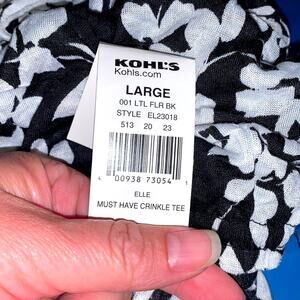 KOHL'S
Kohls.com
LARGE
001 LTL FLR BK
STYLE EL23018
513 20 23
4 00938 73054
ELLE
MUST HAVE CRINKLE TEE